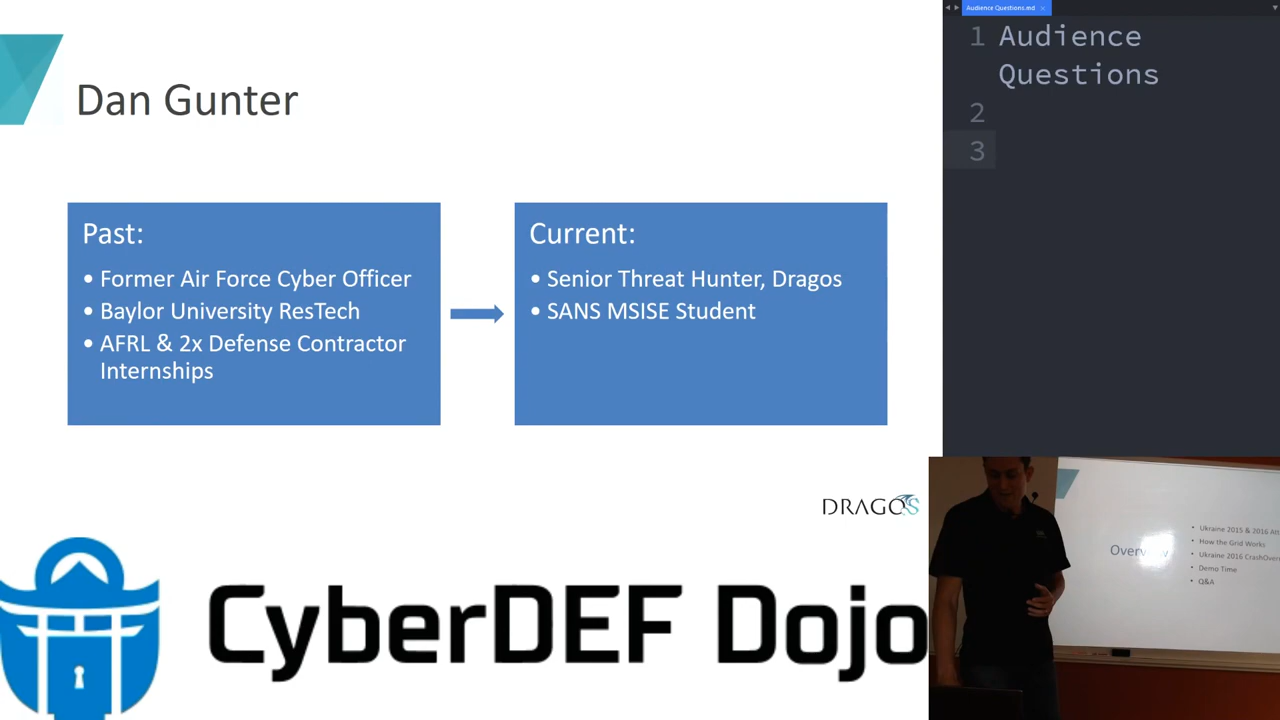 Dan Gunter
Past:
• Former Air Force Cyber Officer
• Baylor University ResTech
• AFRL & 2x Defense Contractor
Internships
Current:
• Senior Threat Hunter, Dragos
• SANS MSISE Student
DRAGOS
CyberDEF Dojo
Audience Questions.md
1 Audience
Questions
2
3
Overview
• Ukraine 2015 & 2016
• How the Grid Works
• Ukraine 2016
• Demo Time
• Q&A